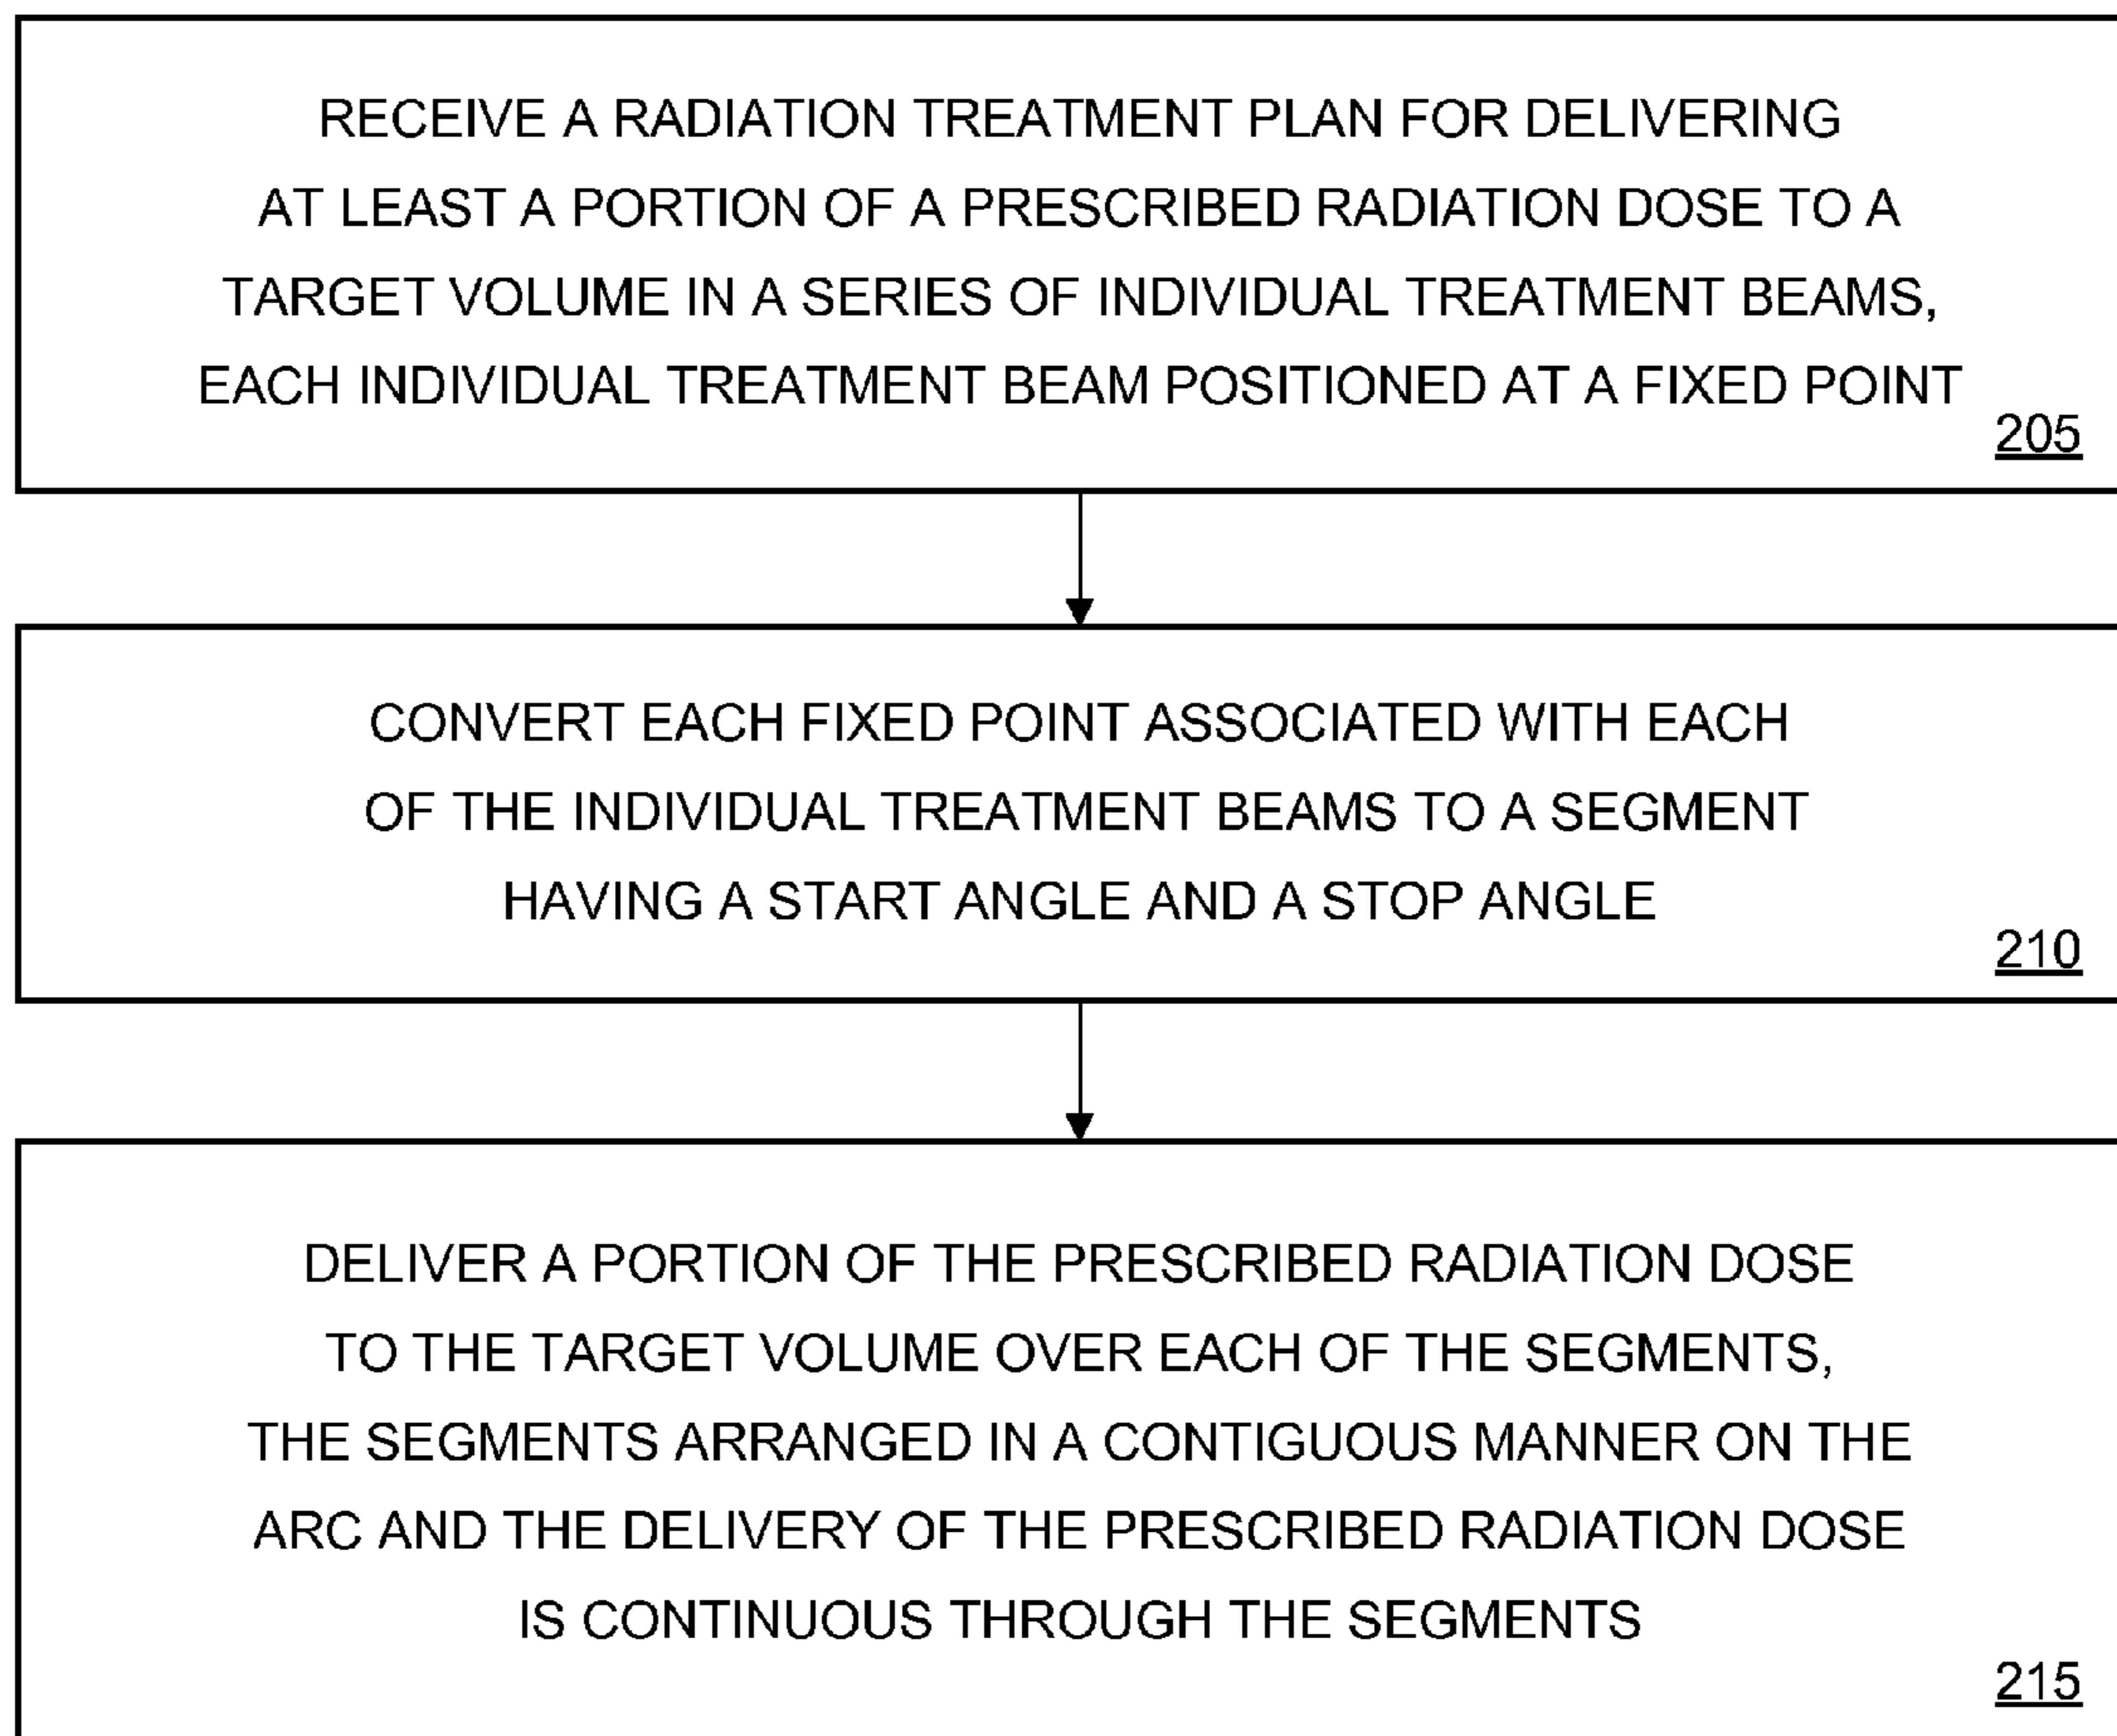 RECEIVE A RADIATION TREATMENT PLAN FOR DELIVERING
AT LEAST A PORTION OF A PRESCRIBED RADIATION DOSE TO A
TARGET VOLUME IN A SERIES OF INDIVIDUAL TREATMENT BEAMS,
EACH INDIVIDUAL TREATMENT BEAM POSITIONED AT A FIXED POINT
205
CONVERT EACH FIXED POINT ASSOCIATED WITH EACH
OF THE INDIVIDUAL TREATMENT BEAMS TO A SEGMENT
HAVING A START ANGLE AND A STOP ANGLE
210
DELIVER A PORTION OF THE PRESCRIBED RADIATION DOSE
TO THE TARGET VOLUME OVER EACH OF THE SEGMENTS,
THE SEGMENTS ARRANGED IN A CONTIGUOUS MANNER ON THE
ARC AND THE DELIVERY OF THE PRESCRIBED RADIATION DOSE
IS CONTINUOUS THROUGH THE SEGMENTS
215